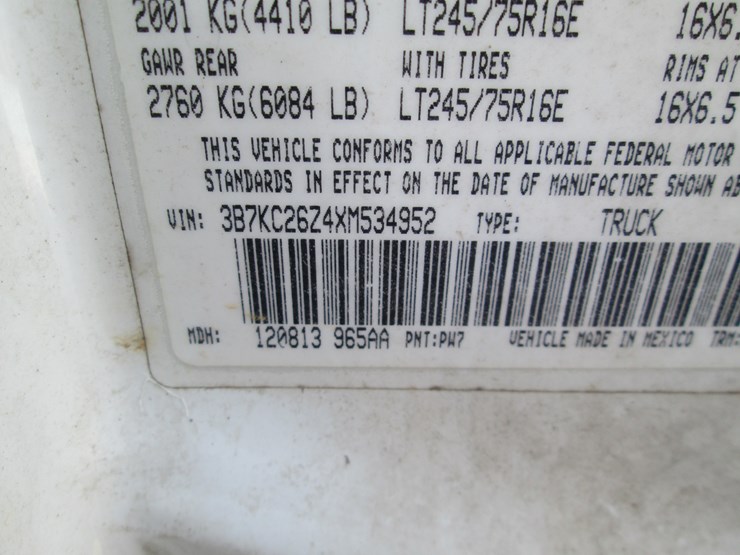 2001 KG(4410 LB) LT245/75R16E 16X6.
GAWR REAR WITH TIRES RIMS AT
2760 KG(6084 LB) LT245/75R16E 16X6.5
THIS VEHICLE CONFORMS TO ALL APPLICABLE FEDERAL MOTOR
STANDARDS IN EFFECT ON THE DATE OF MANUFACTURE SHOWN AB
VIN: 3B7KC26Z4XM534952 TYPE: TRUCK
MDH: 120813 965AA PNT:PW7 VEHICLE MADE IN MEXICO TRM: